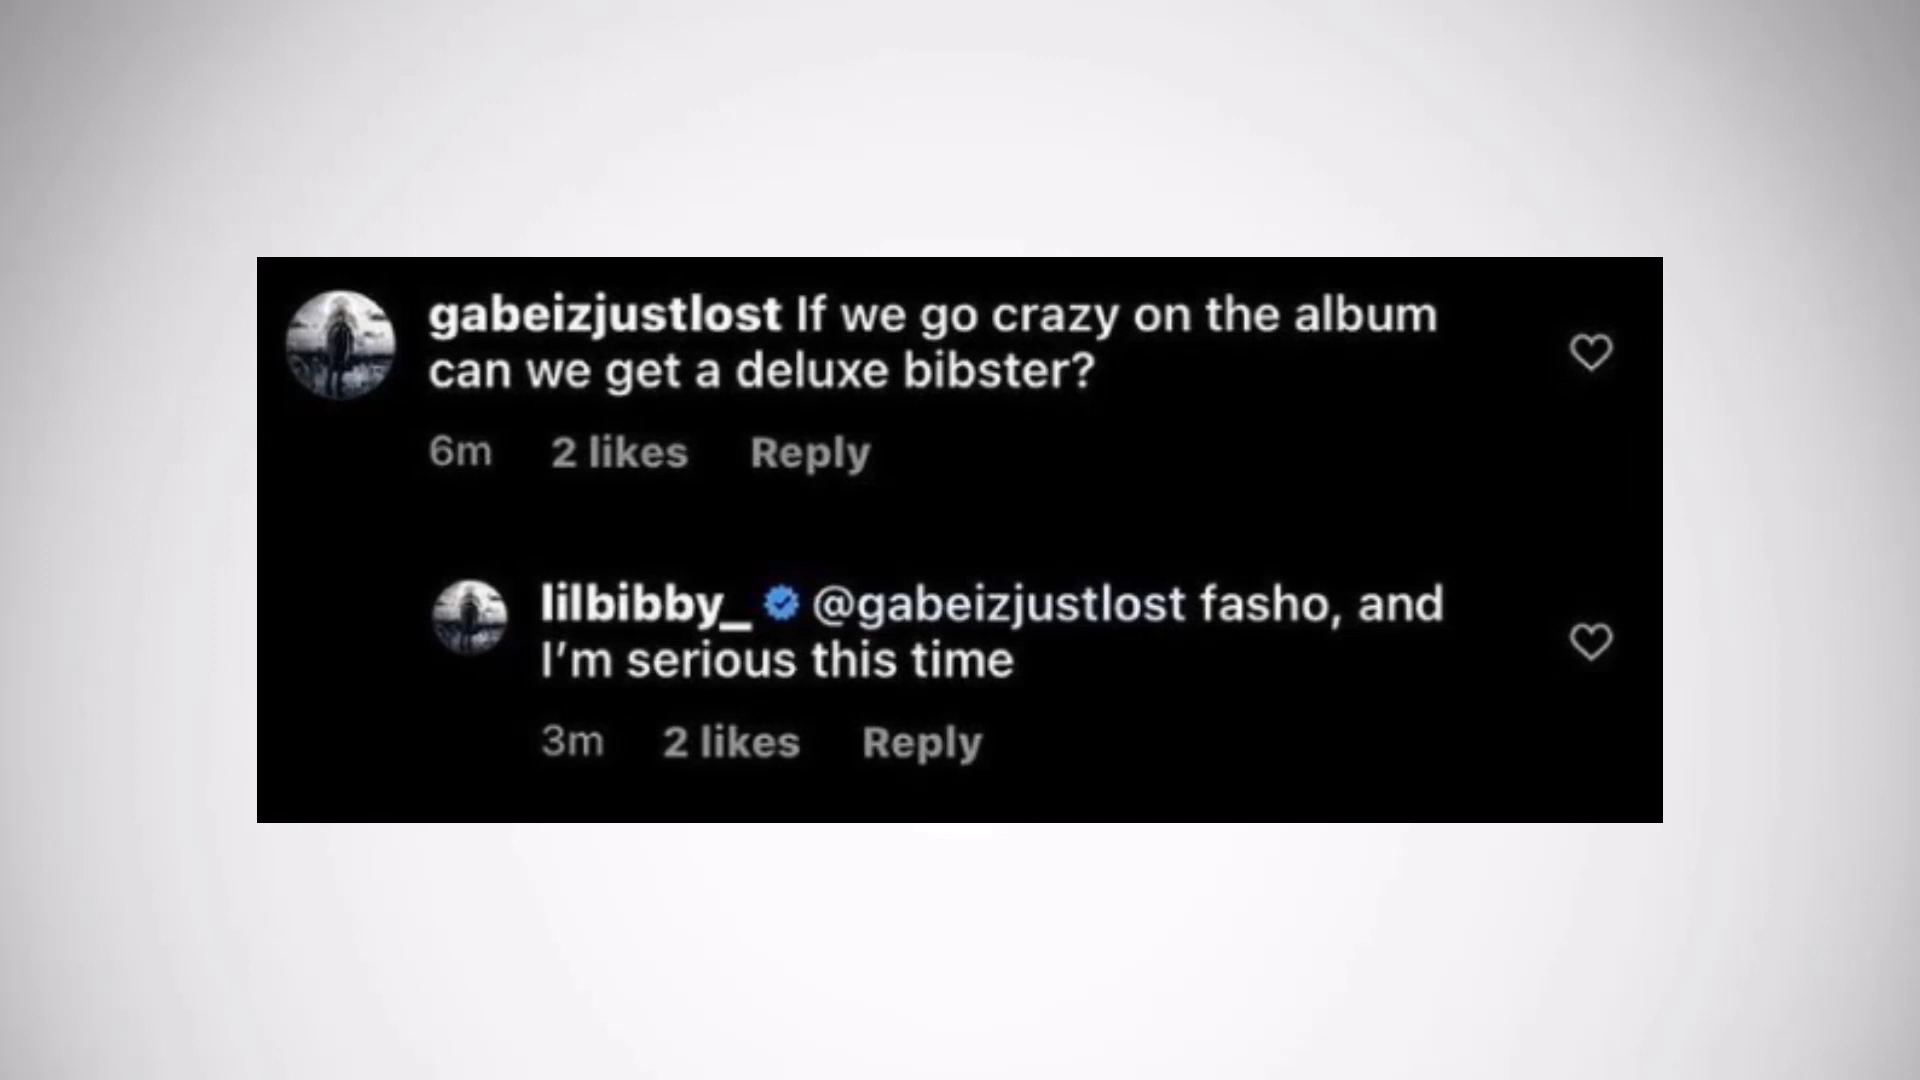 gabeizjustlost If we go crazy on the album
can we get a deluxe bibster?
6m 2 likes Reply
lilbibby_ @gabeizjustlost fasho, and
I'm serious this time
3m 2 likes Reply